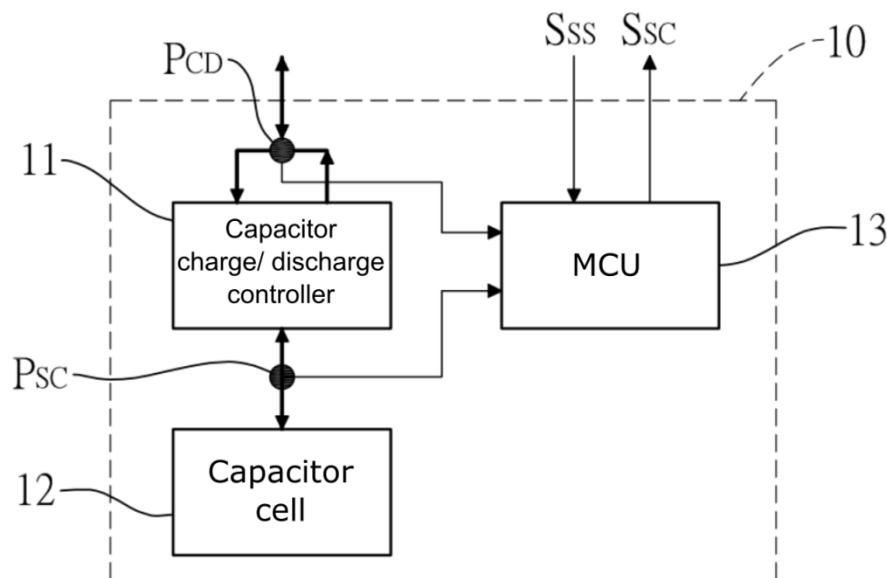 PCD
SSS SSC
10
11
Capacitor
charge/ discharge
controller
MCU
13
PSC
12
Capacitor
cell